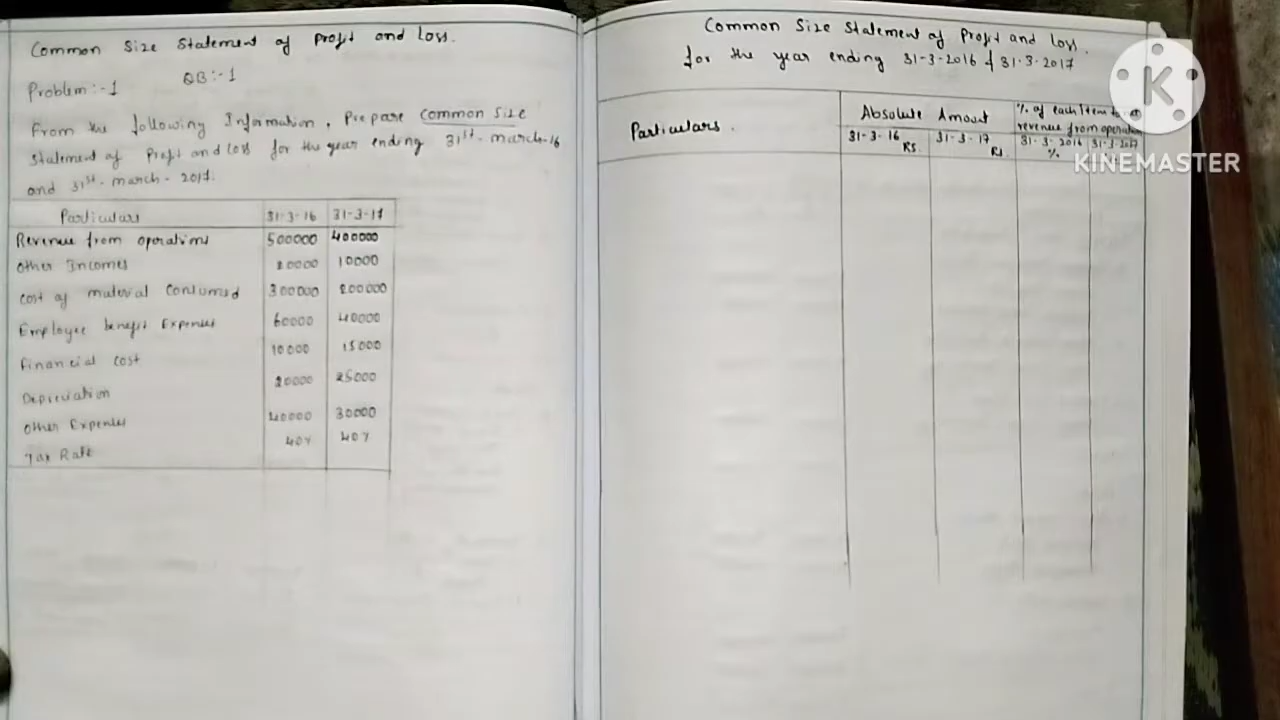 Common Size Statement of Profit and Loss.
Problem:-1 QB:-1
From the following Information, Prepare Common Size
Statement of Profit and Loss for the year ending 31st-March-16
and 31st-March-2017.
Particulars 31-3-16 31-3-17
Revenue from operations 500000 400000
Other Incomes 20000 10000
Cost of material Consumed 300000 200000
Employee benefit Expenses 60000 40000
Financial cost 10000 15000
Depreciation 20000 25000
Other Expenses 40000 30000
Tax Rate 40% 40%
Common Size Statement of Profit and Loss.
for the year ending 31-3-2016 & 31-3-2017
Particulars.
Absolute Amount
31-3-16 Rs. 31-3-17 Rs.
% of each Item to
revenue from operation
31-3-2016 % 31-3-2017
K
KINEMASTER